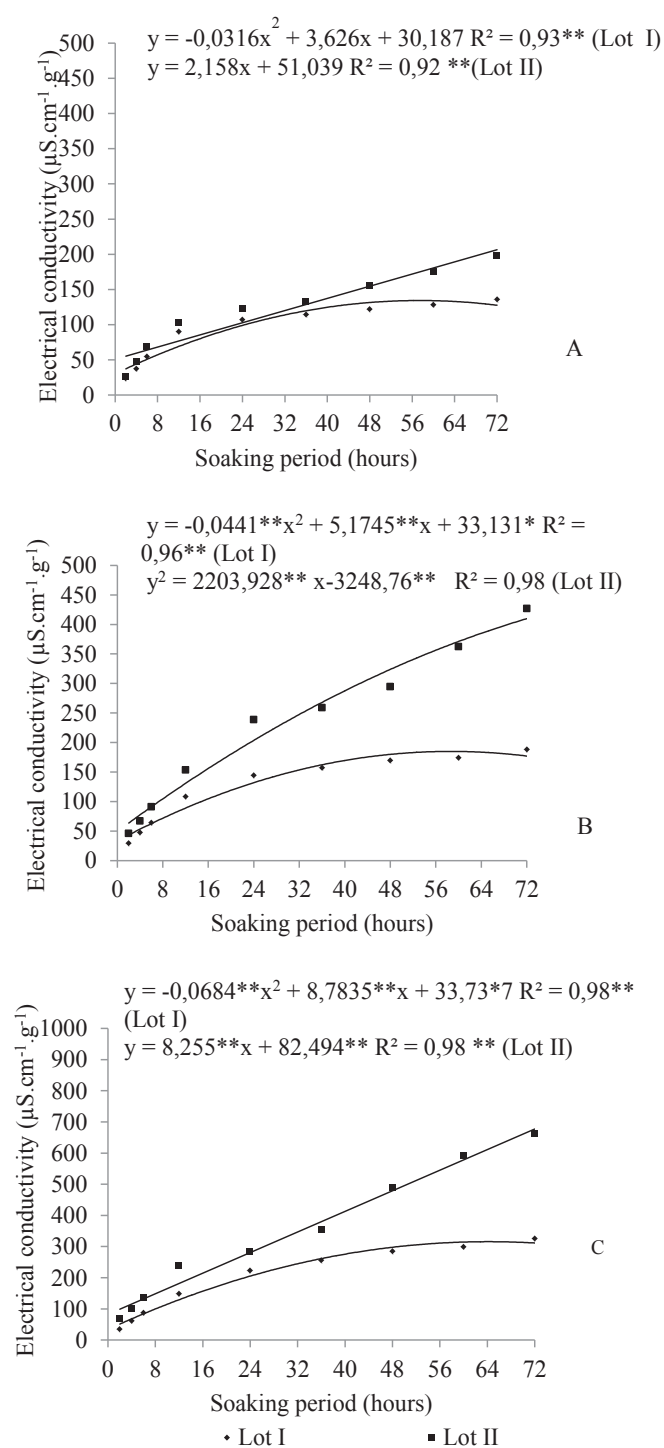 y = -0,0316x² + 3,626x + 30,187 R² = 0,93** (Lot I)
y = 2,158x + 51,039 R² = 0,92 **(Lot II)
Electrical conductivity (µS.cm⁻¹.g⁻¹)
500
450
400
350
300
250
200
150
100
50
0
A
0 8 16 24 32 40 48 56 64 72
Soaking period (hours)
y = -0,0441**x² + 5,1745**x + 33,131* R² =
0,96** (Lot I)
y² = 2203,928** x-3248,76** R² = 0,98 (Lot II)
Electrical conductivity (µS.cm⁻¹.g⁻¹)
500
450
400
350
300
250
200
150
100
50
0
B
0 8 16 24 32 40 48 56 64 72
Soaking period (hours)
y = -0,0684**x² + 8,7835**x + 33,73*7 R² = 0,98**
(Lot I)
y = 8,255**x + 82,494** R² = 0,98 ** (Lot II)
Electrical conductivity (µS.cm⁻¹.g⁻¹)
1000
900
800
700
600
500
400
300
200
100
0
C
0 8 16 24 32 40 48 56 64 72
Soaking period (hours)
Lot I Lot II